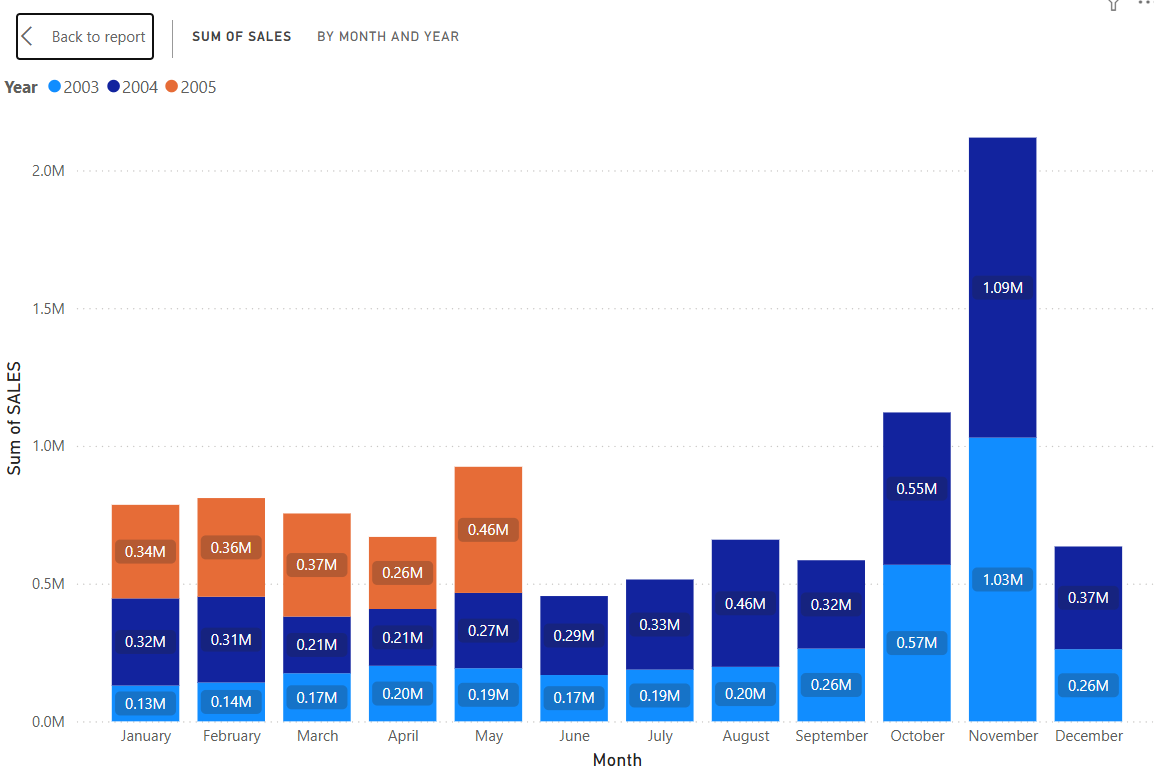 Back to report SUM OF SALES BY MONTH AND YEAR
Year 2003 2004 2005
Sum of SALES
2.0M
1.5M
1.0M
0.5M
0.0M
0.34M
0.32M
0.13M
0.36M
0.31M
0.14M
0.37M
0.21M
0.17M
0.26M
0.21M
0.20M
0.46M
0.27M
0.19M
0.29M
0.17M
0.33M
0.19M
0.46M
0.20M
0.32M
0.26M
0.55M
0.57M
1.09M
1.03M
0.37M
0.26M
January February March April May June July August September October November December
Month